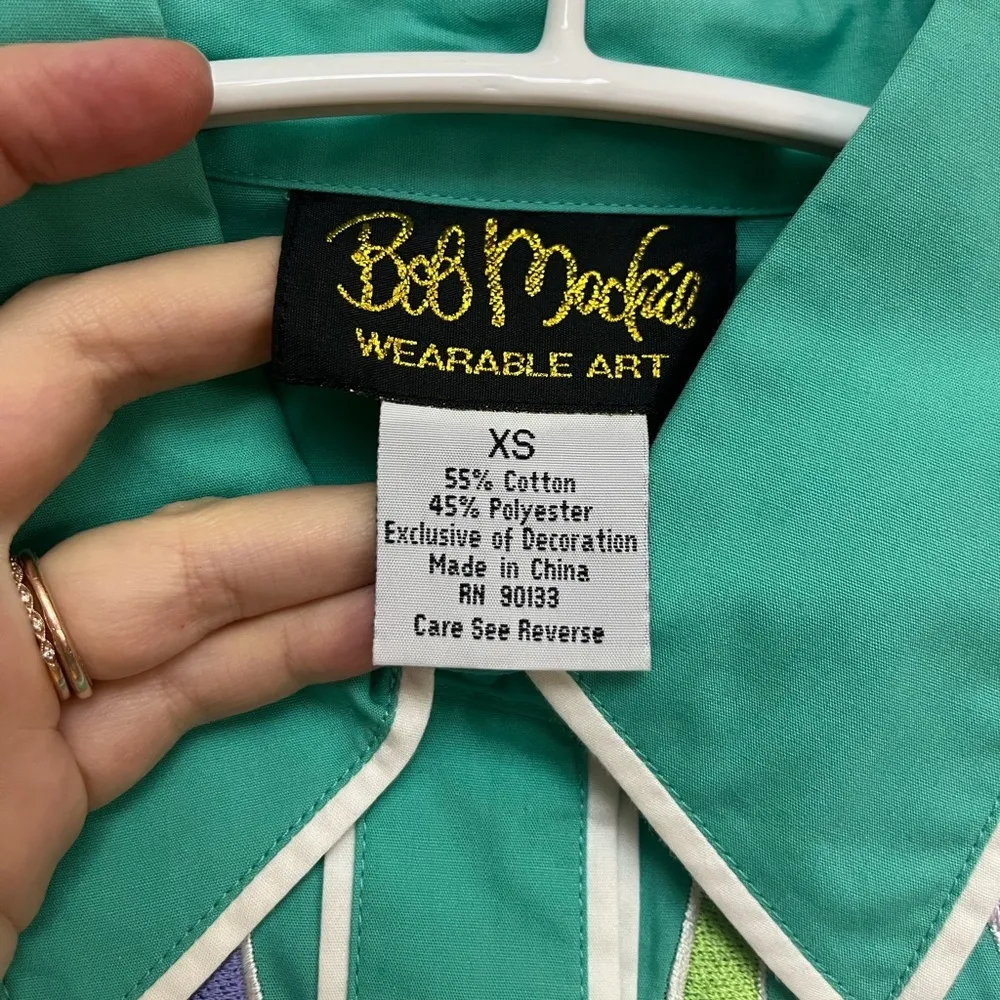 Bob Mackie
WEARABLE ART
XS
55% Cotton
45% Polyester
Exclusive of Decoration
Made in China
RN 90133
Care See Reverse